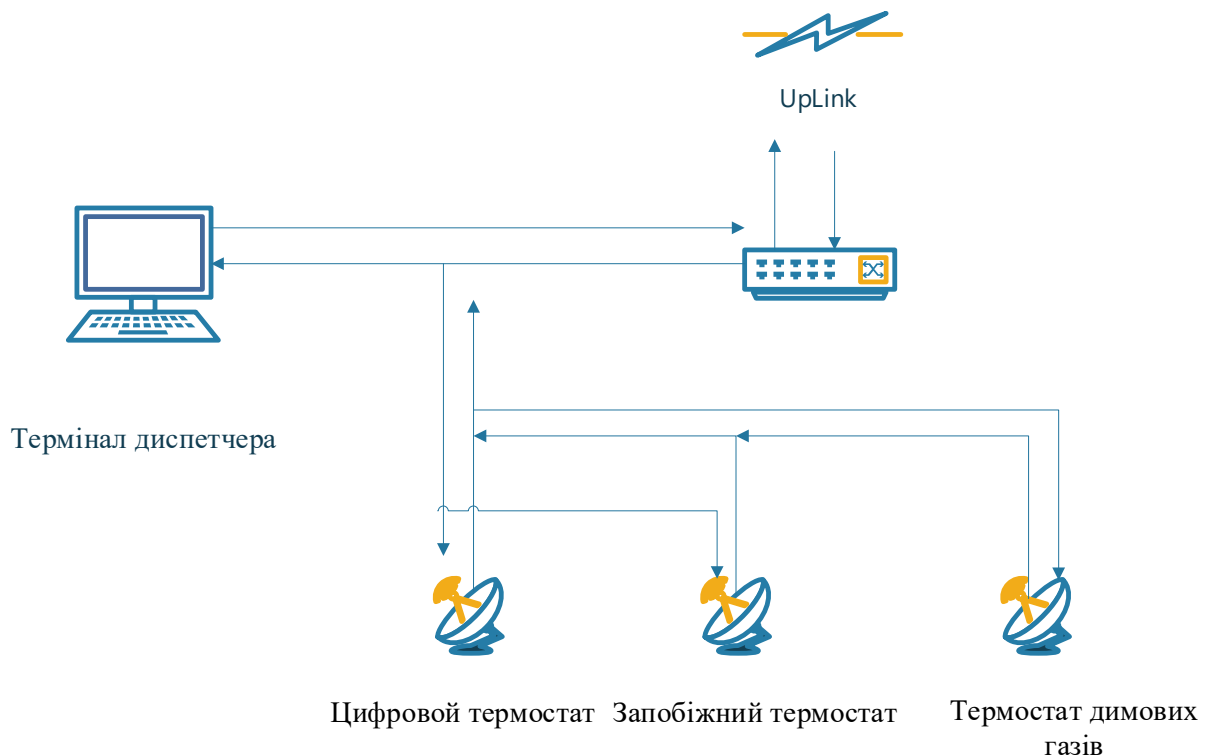 UpLink
Термінал диспетчера
Цифровой термостат
Запобіжний термостат
Термостат димових
газів